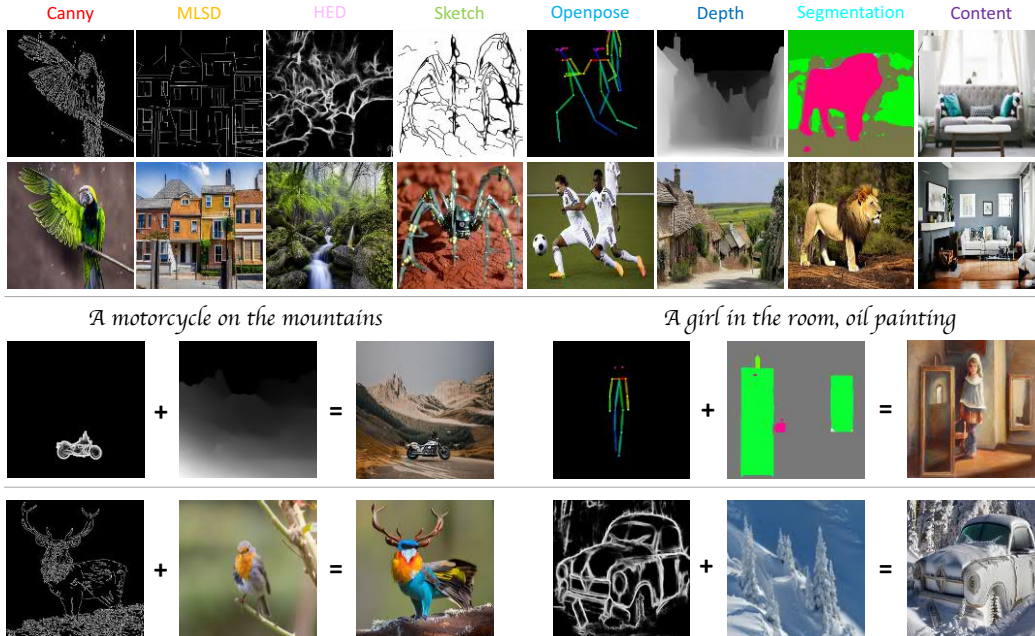 Canny MLSD HED Sketch Openpose Depth Segmentation Content
A motorcycle on the mountains
A girl in the room, oil painting
+ =
+ =
+ =
+ =